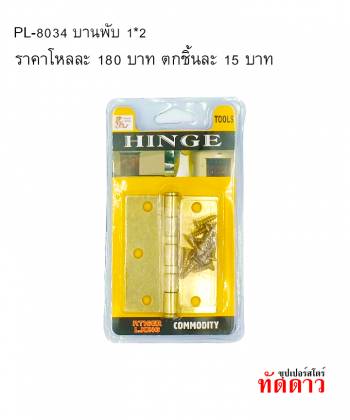 PL-8034 บานพับ 1*2
ราคาโหลละ 180 บาท ตกชิ้นละ 15 บาท
TOOLS
HINGE
RTIGER
L.KING
COMMODITY
ซุปเปอร์สโตร์
ทัดดาว